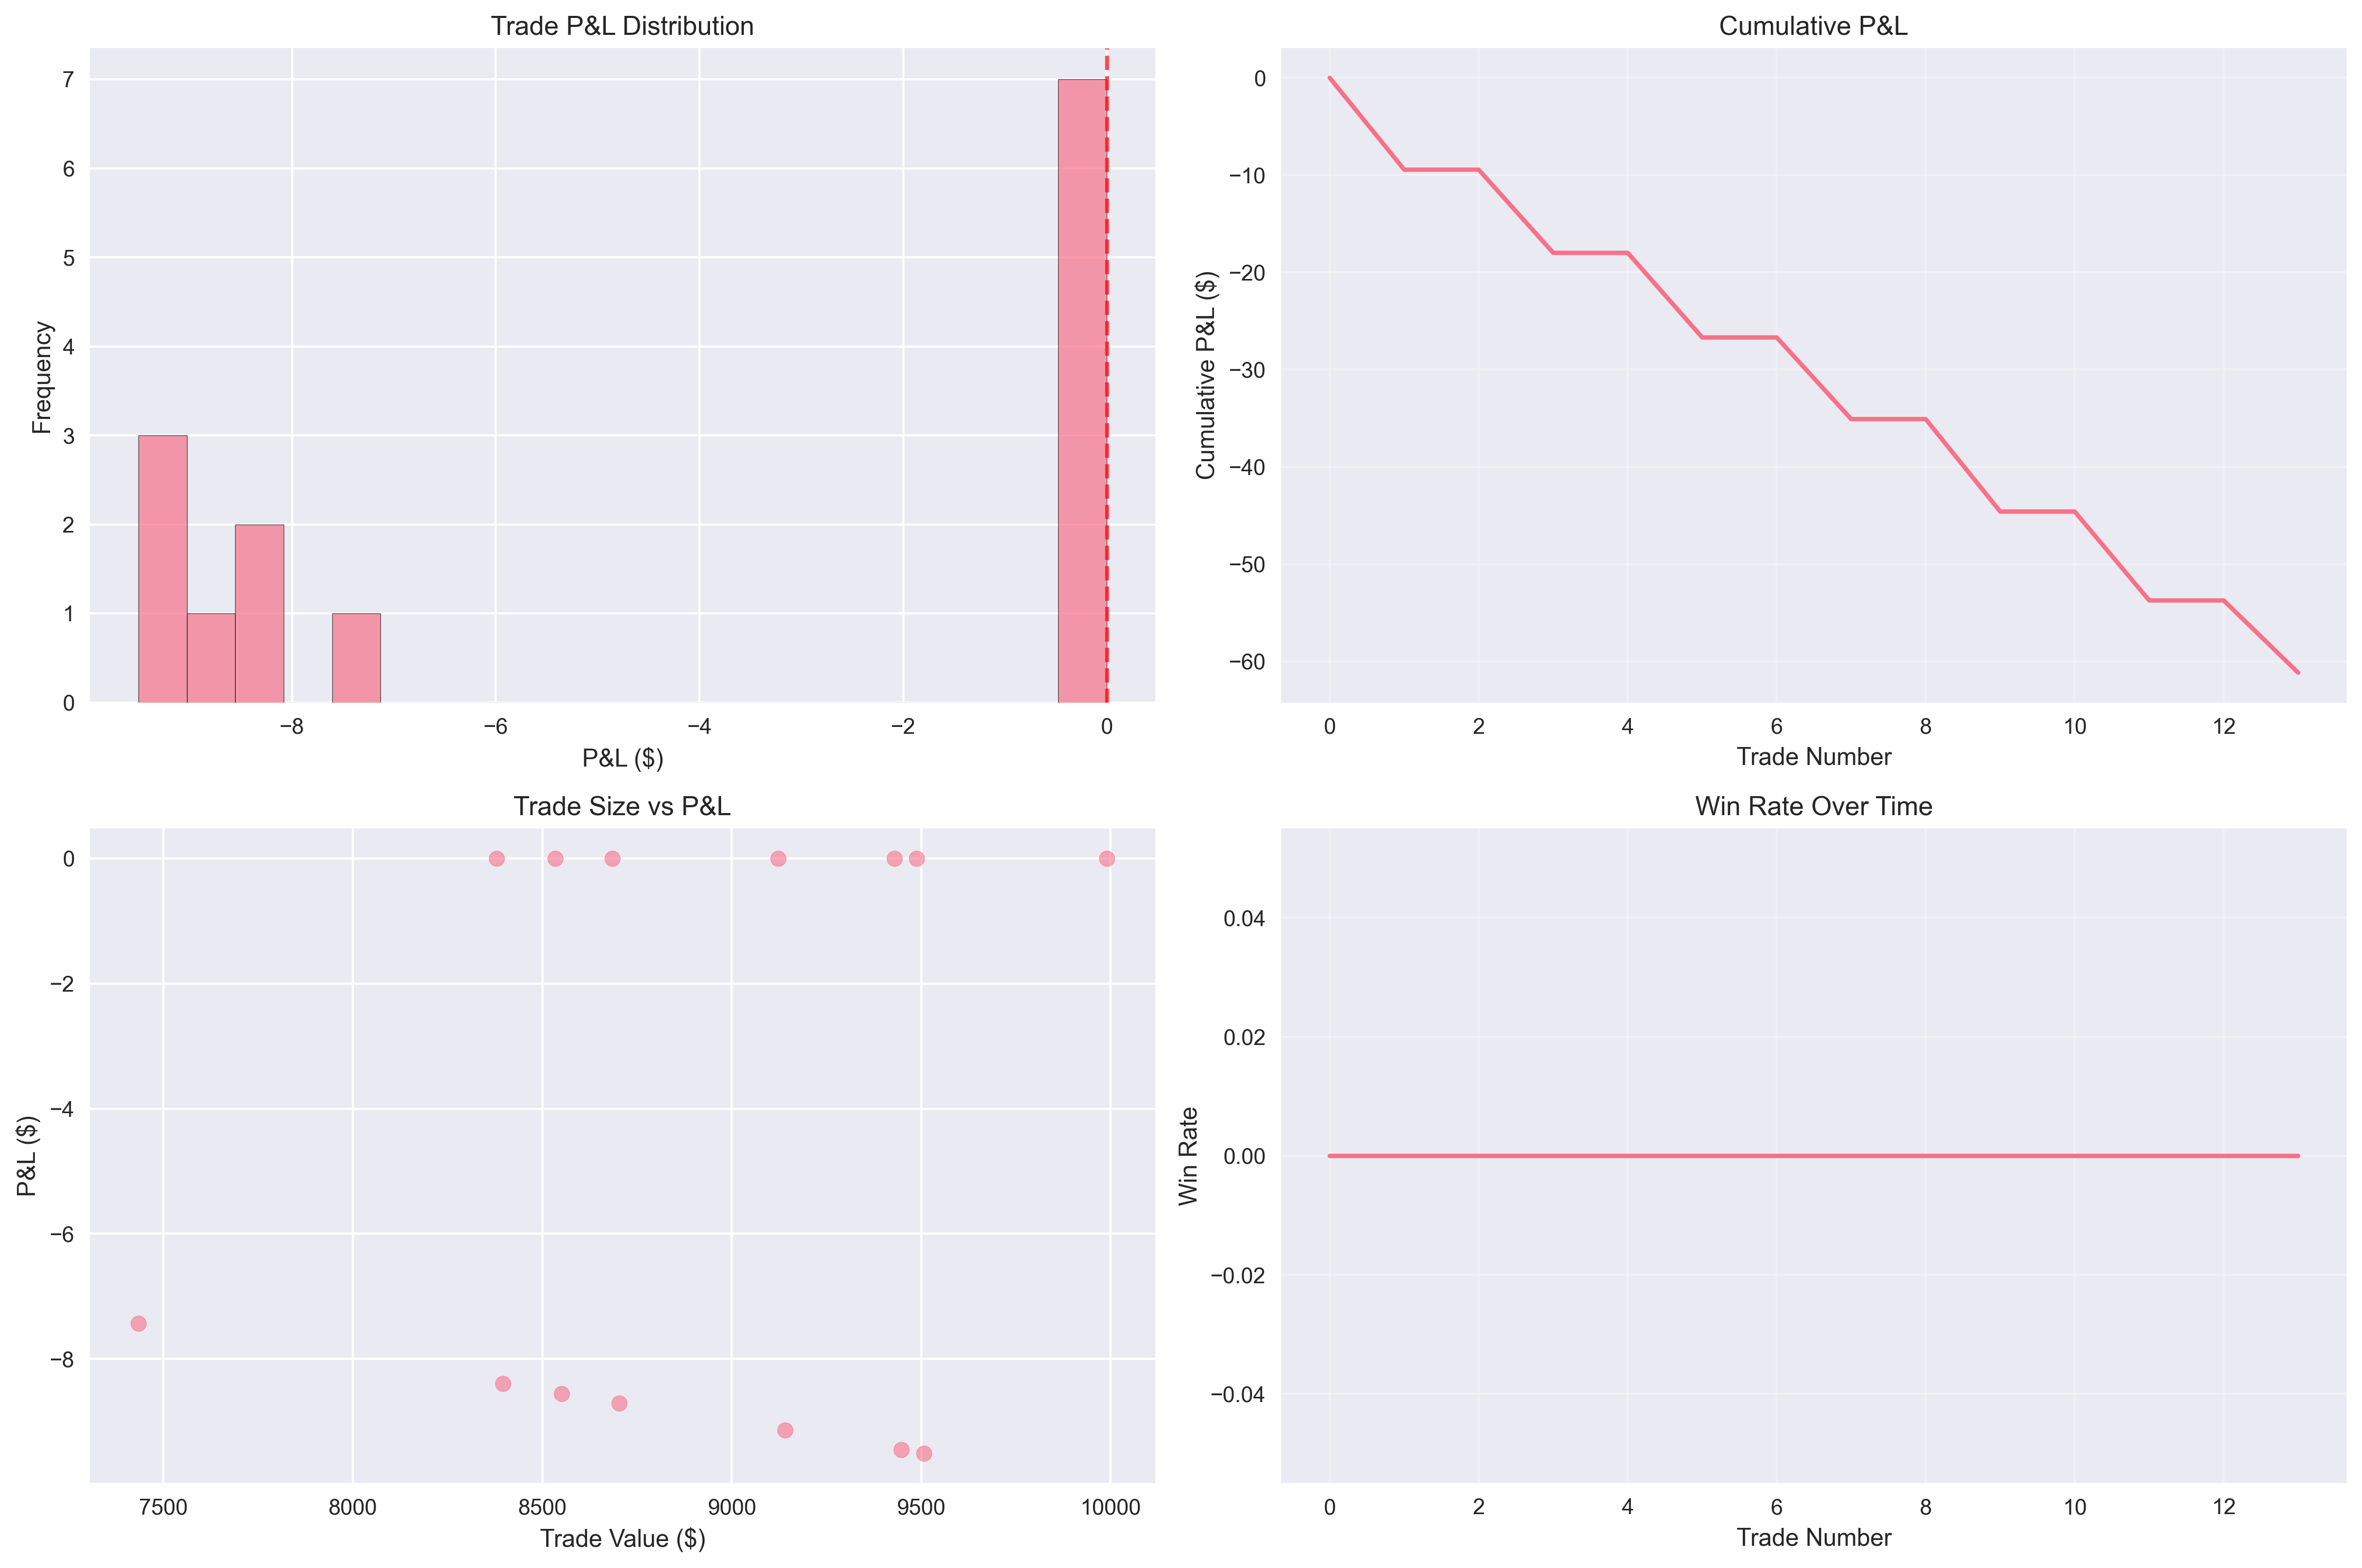 Trade P&L Distribution
7
6
5
4
3
2
1
0
Frequency
−8 −6 −4 −2 0
P&L ($)
Cumulative P&L
0
−10
−20
−30
−40
−50
−60
Cumulative P&L ($)
0 2 4 6 8 10 12
Trade Number
Trade Size vs P&L
0
−2
−4
−6
−8
P&L ($)
7500 8000 8500 9000 9500 10000
Trade Value ($)
Win Rate Over Time
0.04
0.02
0.00
−0.02
−0.04
Win Rate
0 2 4 6 8 10 12
Trade Number